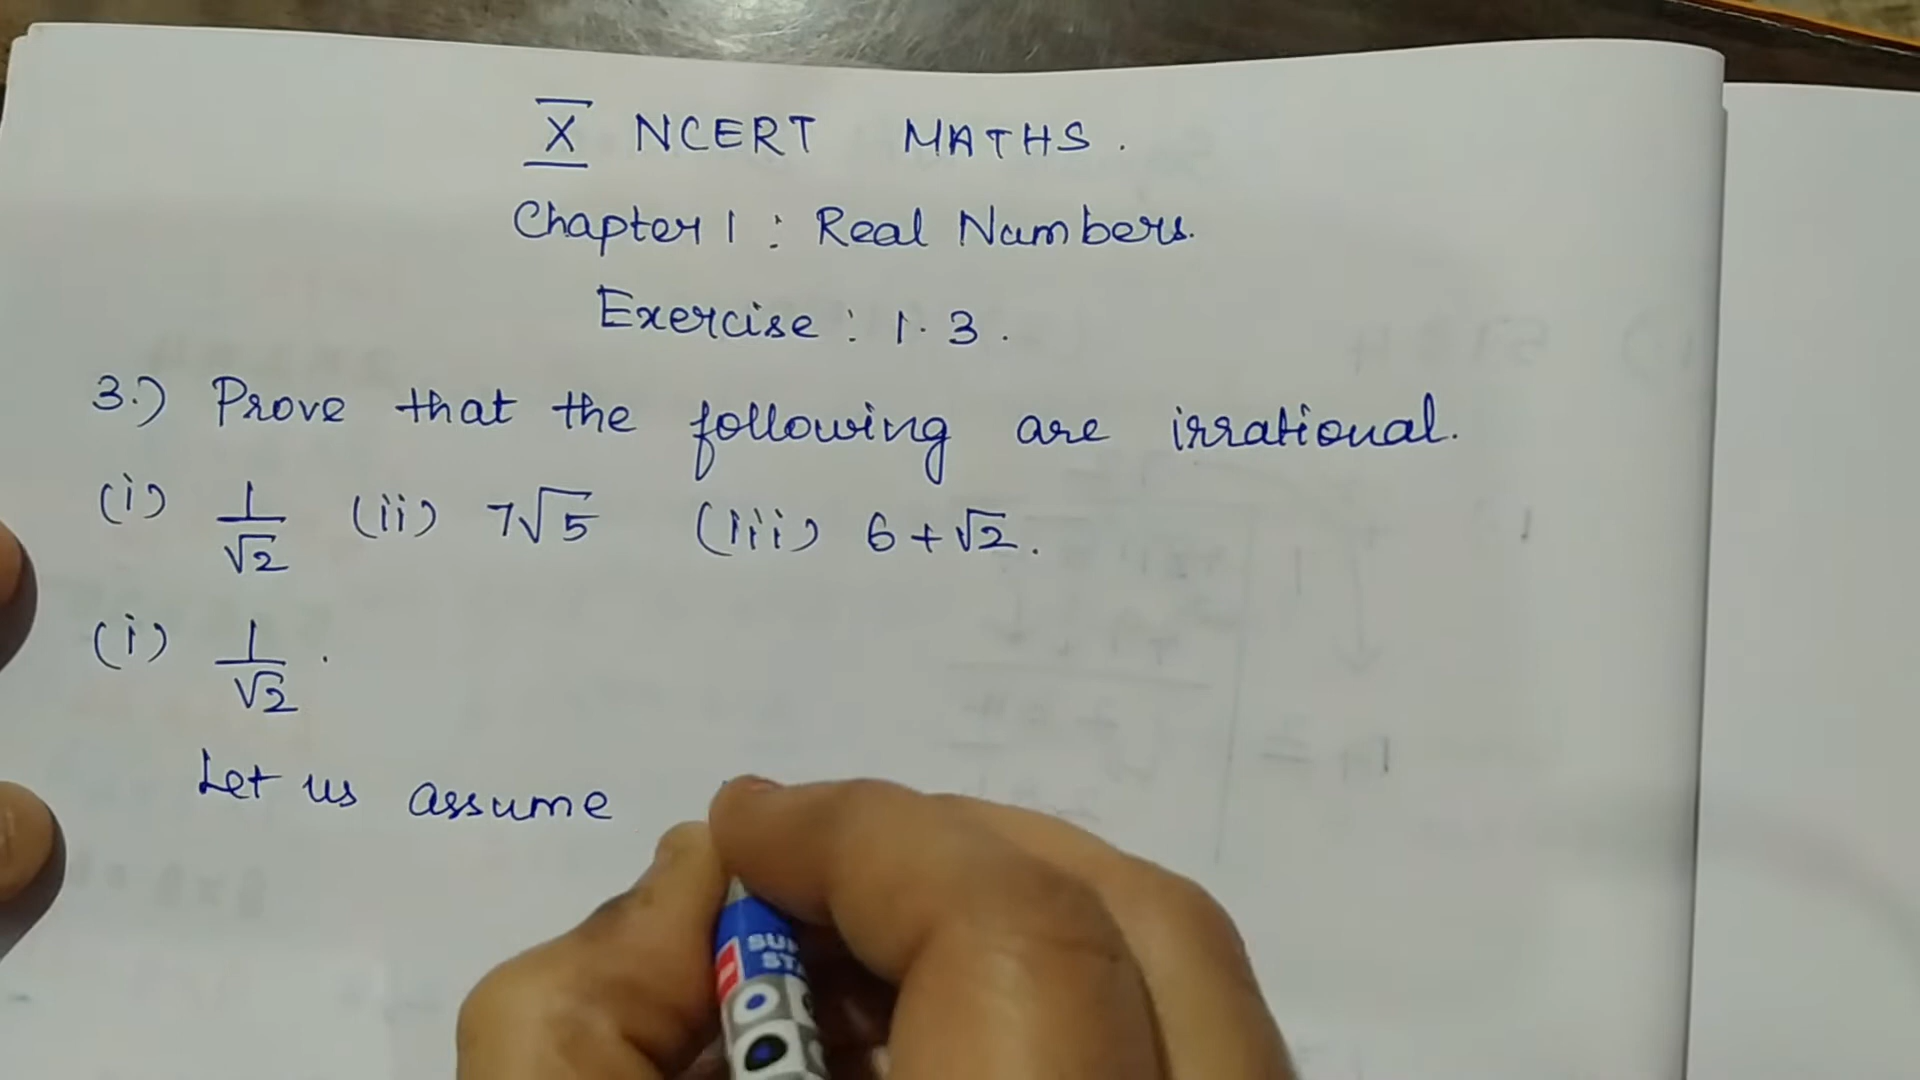 X NCERT MATHS.
Chapter 1 : Real Numbers.
Exercise : 1.3.
3.) Prove that the following are irrational.
(i) 1/√2 (ii) 7√5 (iii) 6+√2.
(i) 1/√2.
Let us assume